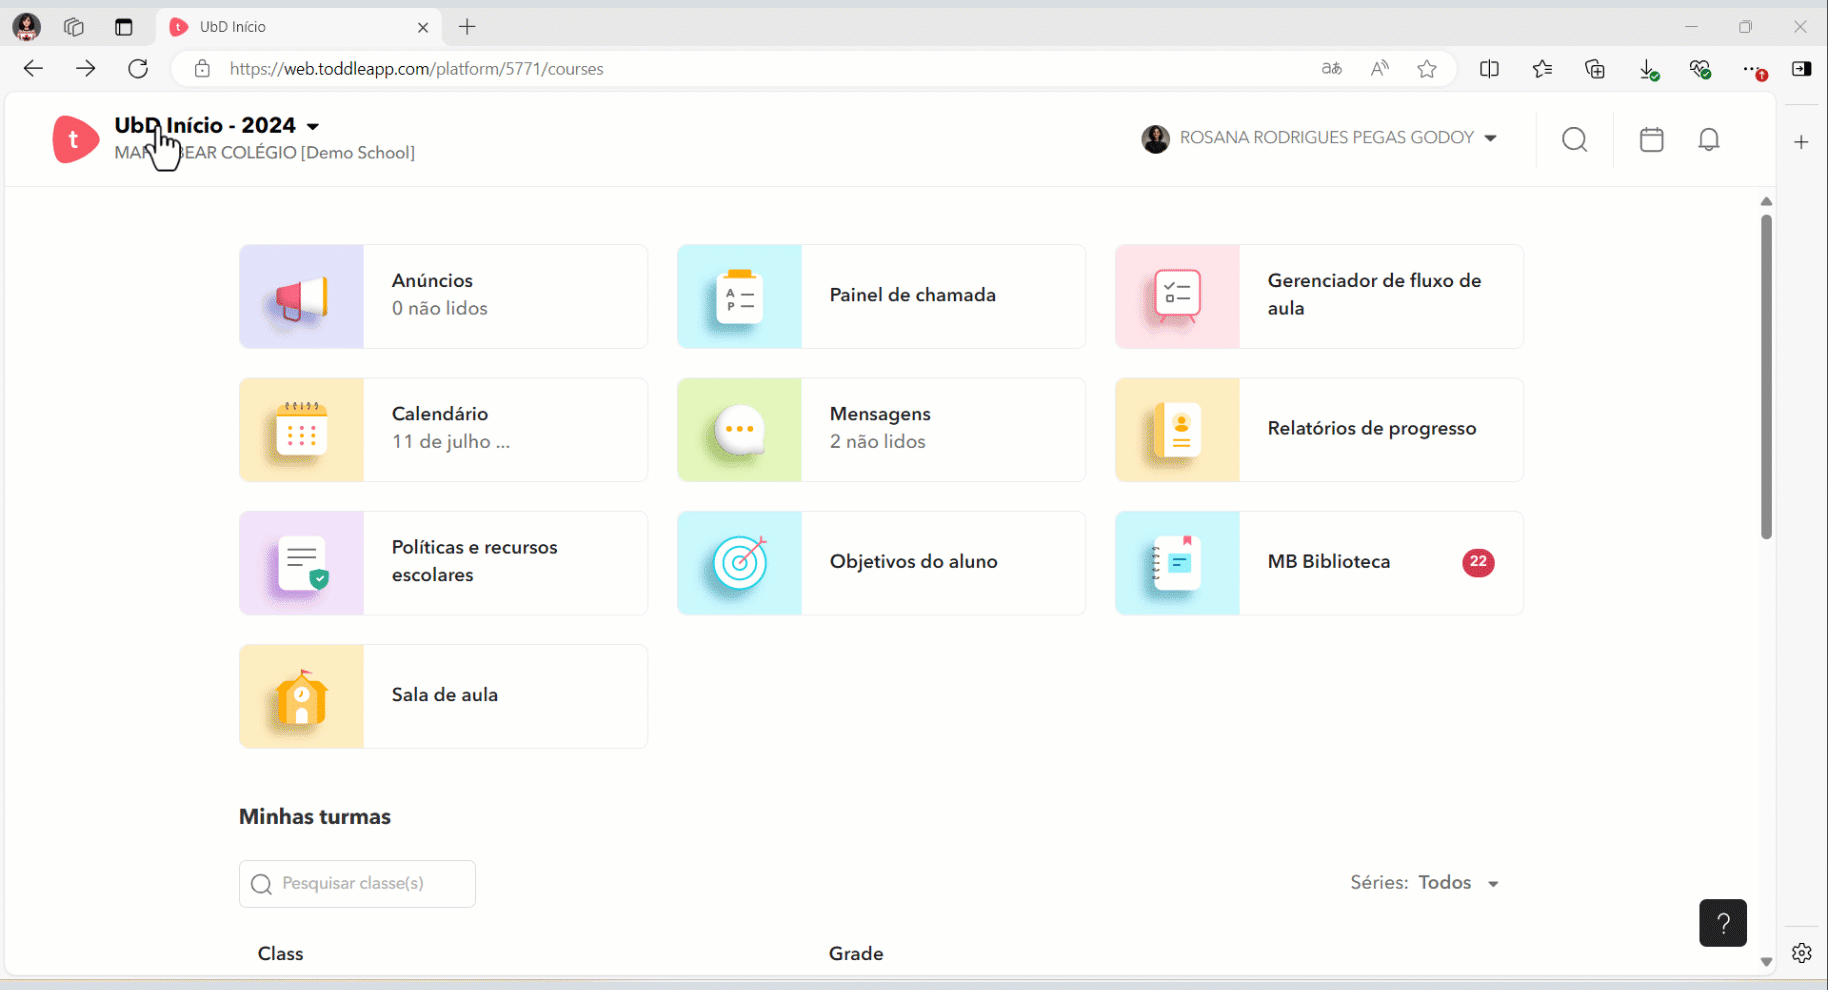 UbD Início
https://web.toddleapp.com/platform/5771/courses
UbD Início - 2024
BEAR COLÉGIO [Demo School]
ROSANA RODRIGUES PEGAS GODOY
Anúncios
0 não lidos
Painel de chamada
Gerenciador de fluxo de
aula
Calendário
11 de julho ...
Mensagens
2 não lidos
Relatórios de progresso
Políticas e recursos
escolares
Objetivos do aluno
MB Biblioteca
22
Sala de aula
Minhas turmas
Pesquisar classe(s)
Séries: Todos
?
Class
Grade